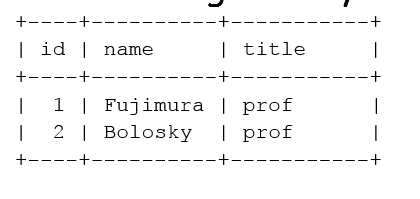 +----+----------+-----------+
| id | name     | title     |
+----+----------+-----------+
|  1 | Fujimura | prof      |
|  2 | Bolosky  | prof      |
+----+----------+-----------+